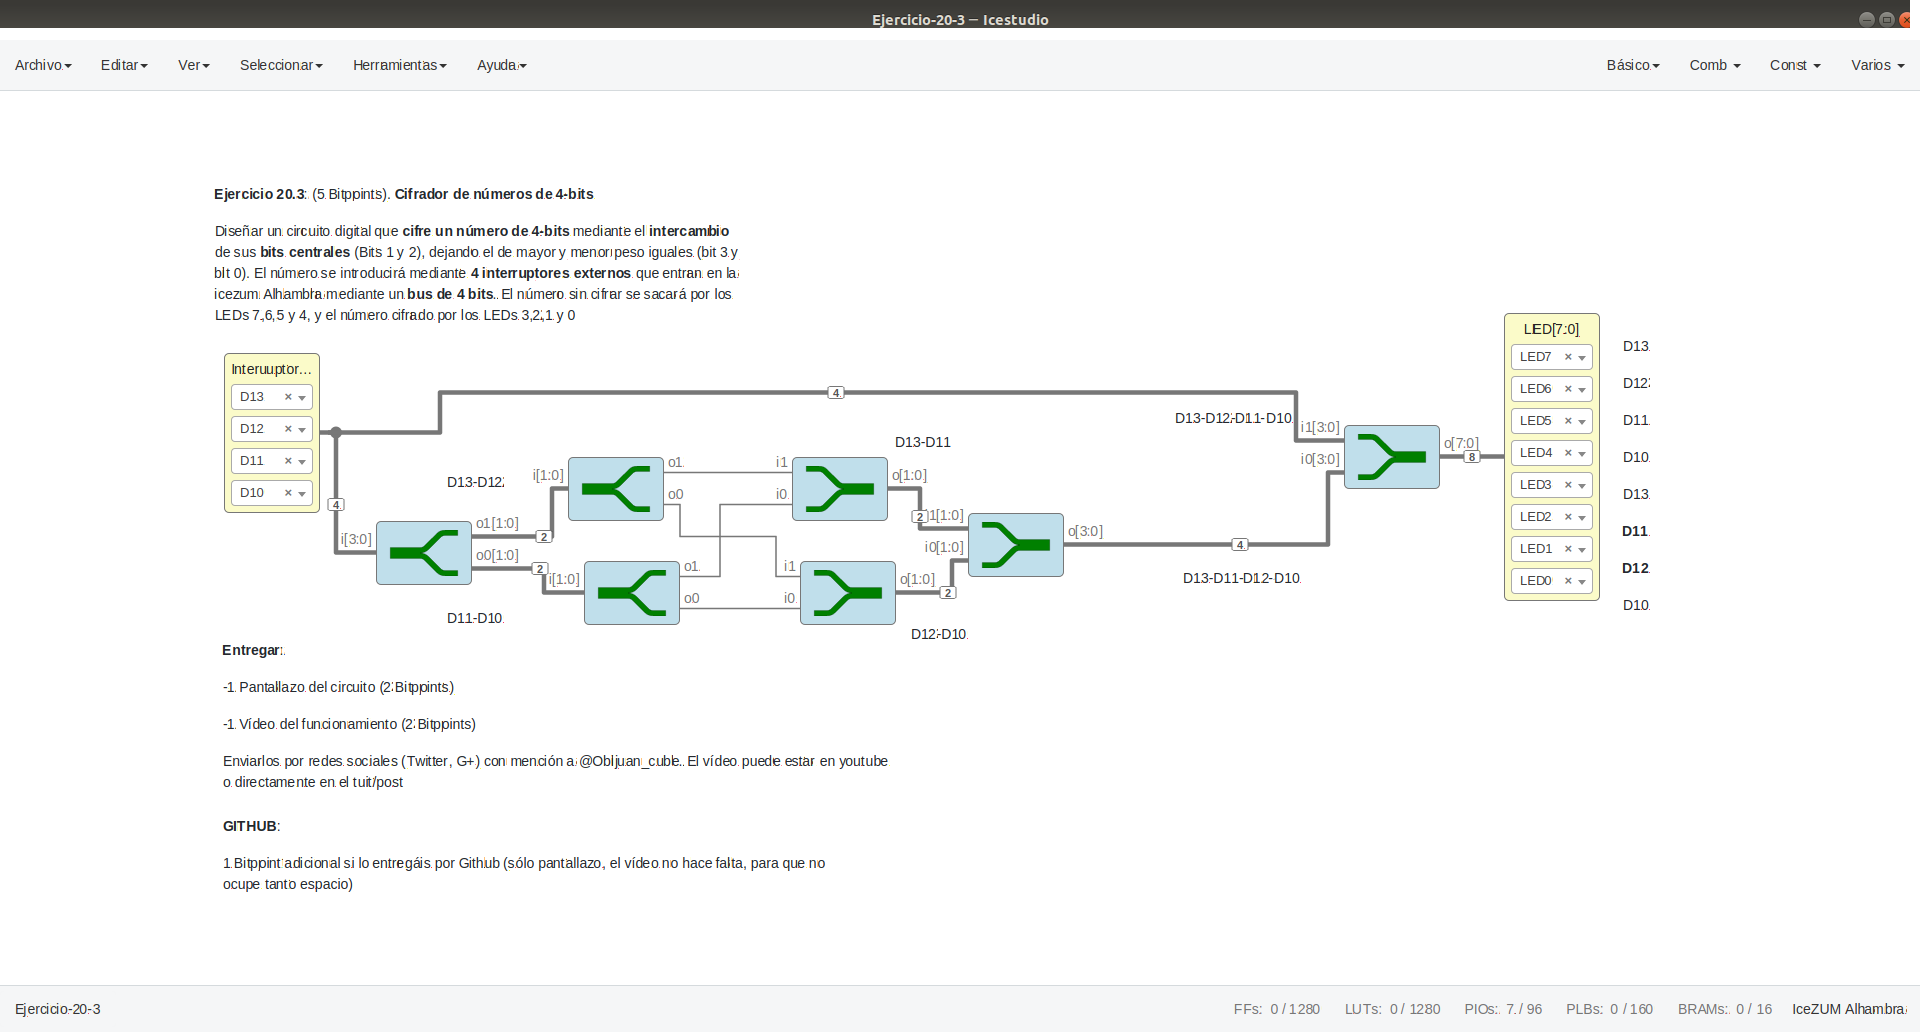 Ejercicio-20-3 — Icestudio
Archivo Editar Ver Seleccionar Herramientas Ayuda Básico Comb Const Varios
Ejercicio 20.3: (5 Bitpoints). Cifrador de números de 4-bits
Diseñar un circuito digital que cifre un número de 4-bits mediante el intercambio
de sus bits centrales (Bits 1 y 2), dejando el de mayor y menor peso iguales (bit 3 y
bit 0). El número se introducirá mediante 4 interruptores externos que entran en la
icezum Alhambra mediante un bus de 4 bits. El número sin cifrar se sacará por los
LEDs 7,6,5 y 4, y el número cifrado por los LEDs 3,2,1 y 0
Interuuptor...
D13
D12
D11
D10
4
4
i[3:0]
o1[1:0]
o0[1:0]
D13-D12
D11-D10
2
2
i[1:0]
o1
o0
i[1:0]
o1
o0
i1
i0
o[1:0]
D13-D11
i1
i0
o[1:0]
D12-D10
2
2
1[1:0]
i0[1:0]
o[3:0]
4
D13-D11-D12-D10
D13-D12-D11-D10
i1[3:0]
i0[3:0]
o[7:0]
8
LED[7:0]
LED7
LED6
LED5
LED4
LED3
LED2
LED1
LED0
D13
D12
D11
D10
D13
D11
D12
D10
Entregar:
-1 Pantallazo del circuito (2 Bitpoints)
-1 Vídeo del funcionamiento (2 Bitpoints)
Enviarlos por redes sociales (Twitter, G+) con mención a @Obijuan_cube. El vídeo puede estar en youtube
o directamente en el tuit/post
GITHUB:
1 Bitpoint adicional si lo entregáis por Github (sólo pantallazo, el vídeo no hace falta, para que no
ocupe tanto espacio)
Ejercicio-20-3 FFs: 0 / 1280 LUTs: 0 / 1280 PIOs: 7 / 96 PLBs: 0 / 160 BRAMs: 0 / 16 IceZUM Alhambra